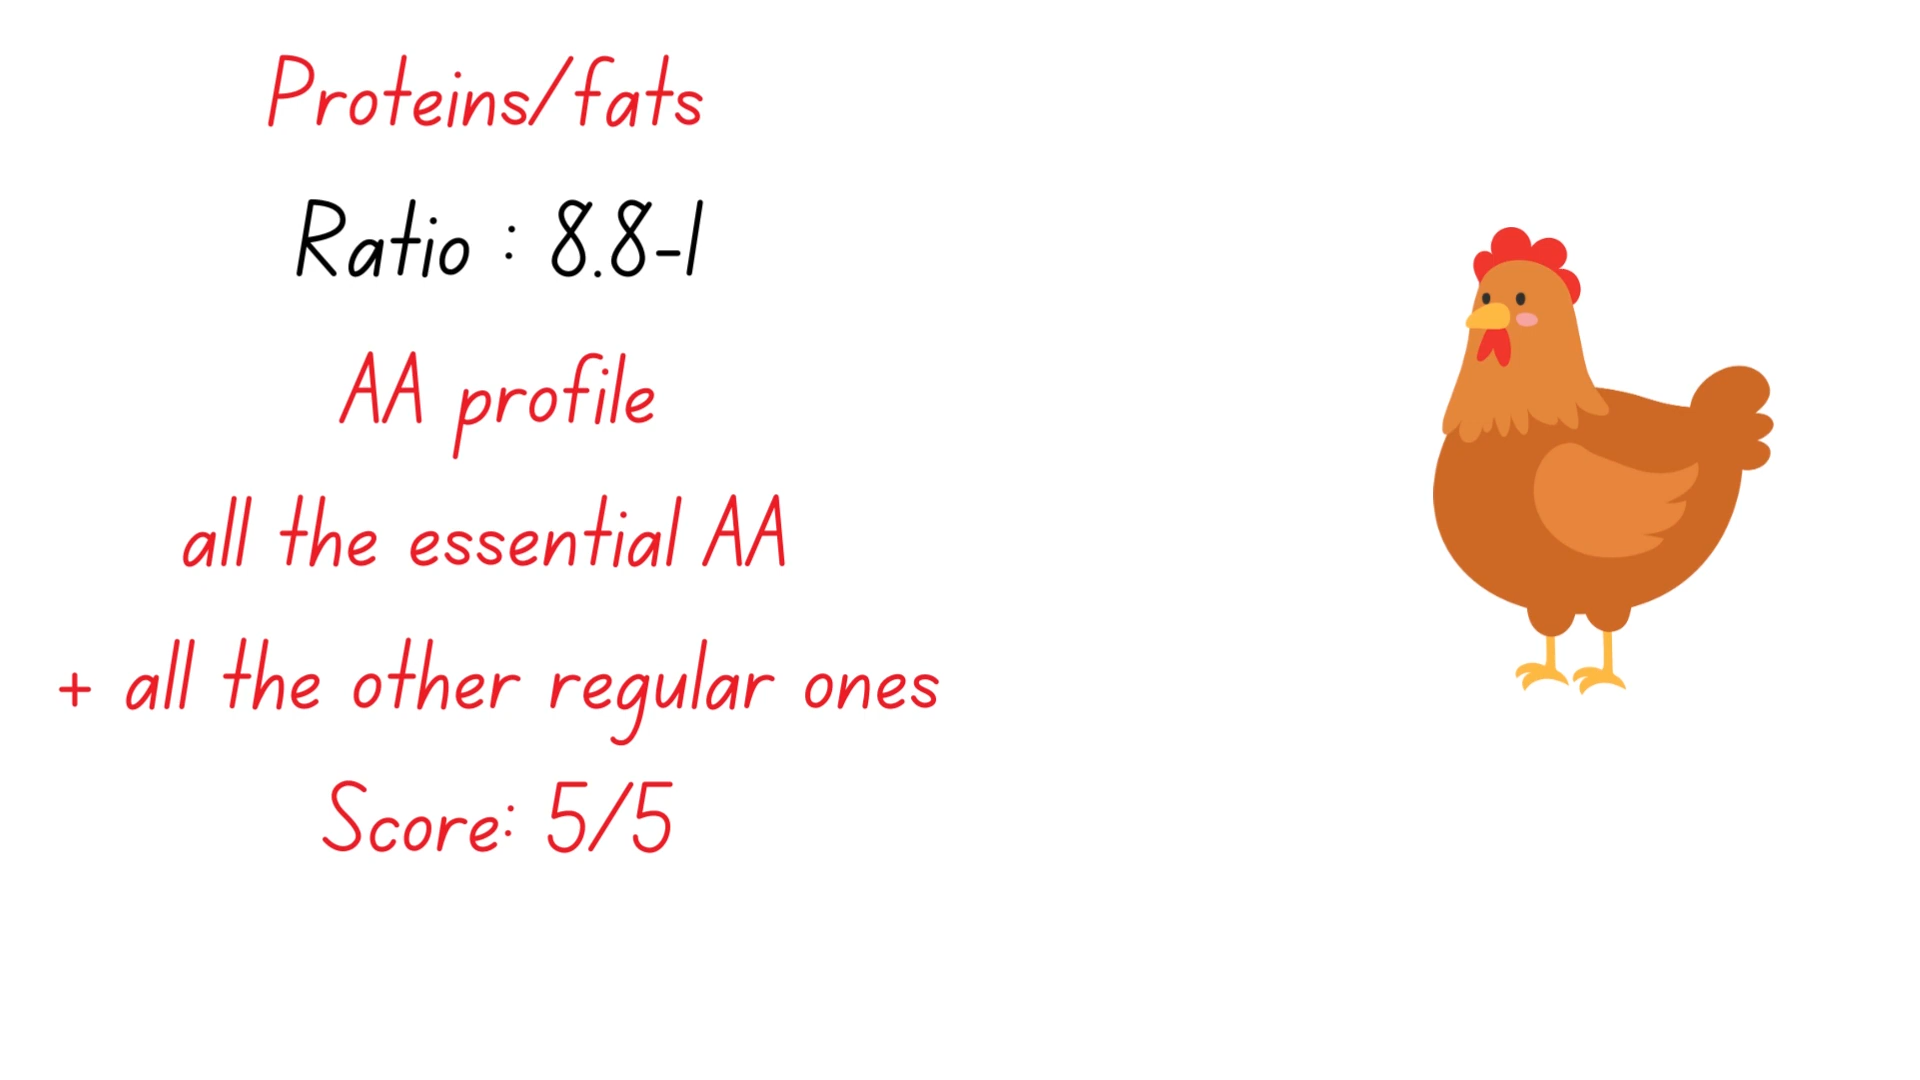 Proteins/fats
Ratio : 8.8-1
AA profile
all the essential AA
+ all the other regular ones
Score: 5/5